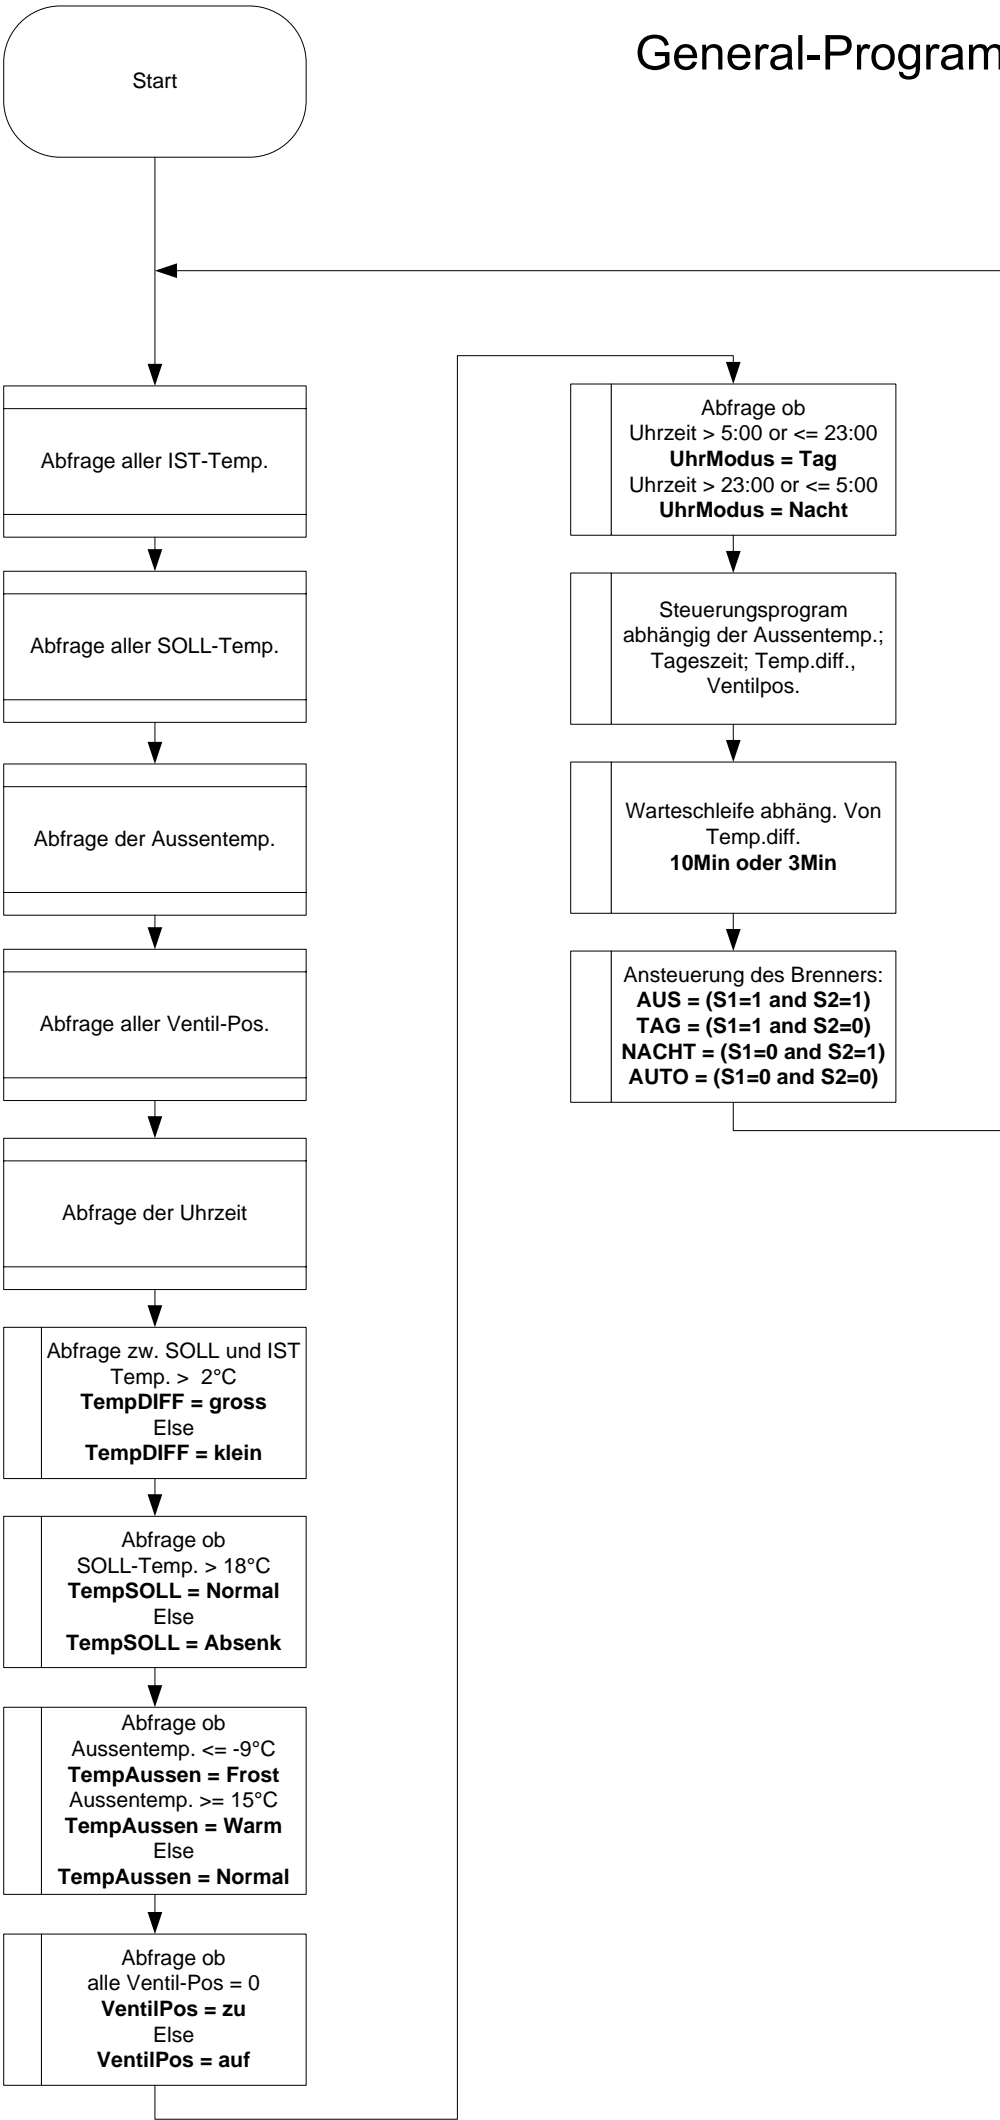 General-Program
Start
Abfrage aller IST-Temp.
Abfrage aller SOLL-Temp.
Abfrage der Aussentemp.
Abfrage aller Ventil-Pos.
Abfrage der Uhrzeit
Abfrage zw. SOLL und IST
Temp. > 2°C
TempDIFF = gross
Else
TempDIFF = klein
Abfrage ob
SOLL-Temp. > 18°C
TempSOLL = Normal
Else
TempSOLL = Absenk
Abfrage ob
Aussentemp. <= -9°C
TempAussen = Frost
Aussentemp. >= 15°C
TempAussen = Warm
Else
TempAussen = Normal
Abfrage ob
alle Ventil-Pos = 0
VentilPos = zu
Else
VentilPos = auf
Abfrage ob
Uhrzeit > 5:00 or <= 23:00
UhrModus = Tag
Uhrzeit > 23:00 or <= 5:00
UhrModus = Nacht
Steuerungsprogram
abhängig der Aussentemp.;
Tageszeit; Temp.diff.,
Ventilpos.
Warteschleife abhäng. Von
Temp.diff.
10Min oder 3Min
Ansteuerung des Brenners:
AUS = (S1=1 and S2=1)
TAG = (S1=1 and S2=0)
NACHT = (S1=0 and S2=1)
AUTO = (S1=0 and S2=0)